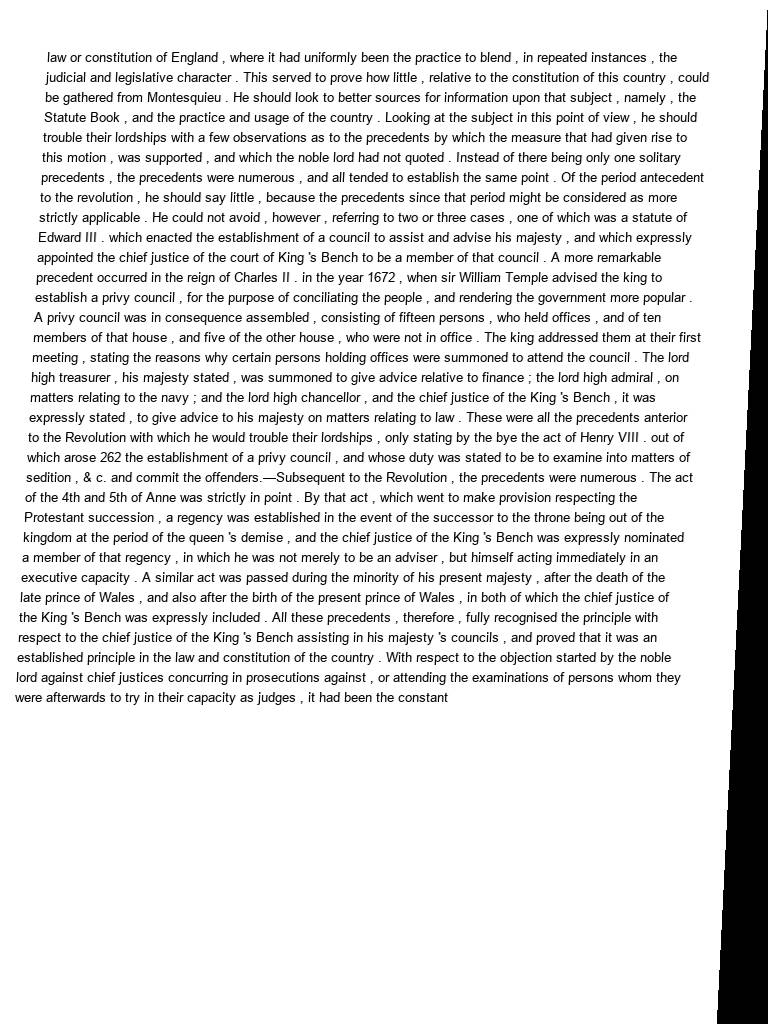 law or constitution of England , where it had uniformly been the practice to blend , in repeated instances , the
judicial and legislative character . This served to prove how little , relative to the constitution of this country , could
be gathered from Montesquieu . He should look to better sources for information upon that subject , namely , the
Statute Book , and the practice and usage of the country . Looking at the subject in this point of view , he should
trouble their lordships with a few observations as to the precedents by which the measure that had given rise to
this motion , was supported , and which the noble lord had not quoted . Instead of there being only one solitary
precedents , the precedents were numerous , and all tended to establish the same point . Of the period antecedent
to the revolution , he should say little , because the precedents since that period might be considered as more
strictly applicable . He could not avoid , however , referring to two or three cases , one of which was a statute of
Edward III . which enacted the establishment of a council to assist and advise his majesty , and which expressly
appointed the chief justice of the court of King 's Bench to be a member of that council . A more remarkable
precedent occurred in the reign of Charles II . in the year 1672 , when sir William Temple advised the king to
establish a privy council , for the purpose of conciliating the people , and rendering the government more popular .
A privy council was in consequence assembled , consisting of fifteen persons , who held offices , and of ten
members of that house , and five of the other house , who were not in office . The king addressed them at their first
meeting , stating the reasons why certain persons holding offices were summoned to attend the council . The lord
high treasurer , his majesty stated , was summoned to give advice relative to finance ; the lord high admiral , on
matters relating to the navy ; and the lord high chancellor , and the chief justice of the King 's Bench , it was
expressly stated , to give advice to his majesty on matters relating to law . These were all the precedents anterior
to the Revolution with which he would trouble their lordships , only stating by the bye the act of Henry VIII . out of
which arose 262 the establishment of a privy council , and whose duty was stated to be to examine into matters of
sedition , & c. and commit the offenders.—Subsequent to the Revolution , the precedents were numerous . The act
of the 4th and 5th of Anne was strictly in point . By that act , which went to make provision respecting the
Protestant succession , a regency was established in the event of the successor to the throne being out of the
kingdom at the period of the queen 's demise , and the chief justice of the King 's Bench was expressly nominated
a member of that regency , in which he was not merely to be an adviser , but himself acting immediately in an
executive capacity . A similar act was passed during the minority of his present majesty , after the death of the
late prince of Wales , and also after the birth of the present prince of Wales , in both of which the chief justice of
the King 's Bench was expressly included . All these precedents , therefore , fully recognised the principle with
respect to the chief justice of the King 's Bench assisting in his majesty 's councils , and proved that it was an
established principle in the law and constitution of the country . With respect to the objection started by the noble
lord against chief justices concurring in prosecutions against , or attending the examinations of persons whom they
were afterwards to try in their capacity as judges , it had been the constant